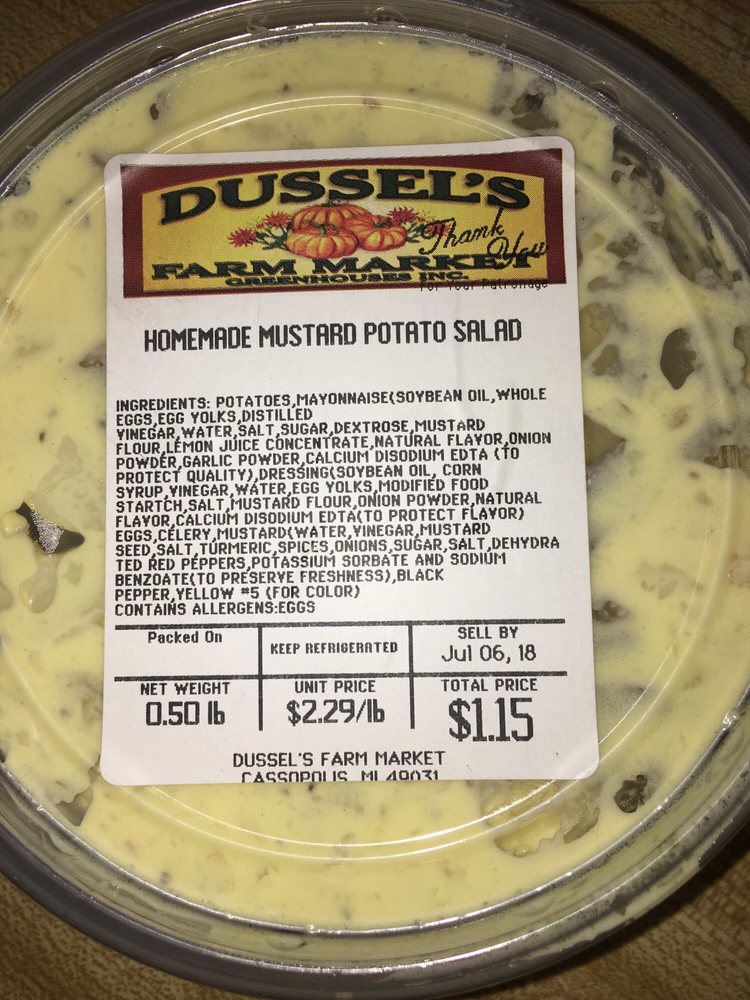 DUSSEL'S
Thank
You
FARM MARKET
GREENHOUSES INC.
For Your Patronage
HOMEMADE MUSTARD POTATO SALAD
INGREDIENTS: POTATOES,MAYONNAISE(SOYBEAN OIL,WHOLE
EGGS,EGG YOLKS,DISTILLED
VINEGAR,WATER,SALT,SUGAR,DEXTROSE,MUSTARD
FLOUR,LEMON JUICE CONCENTRATE,NATURAL FLAVOR,ONION
POWDER,GARLIC POWDER,CALCIUM DISODIUM EDTA (TO
PROTECT QUALITY),DRESSING(SOYBEAN OIL, CORN
SYRUP,VINEGAR,WATER,EGG YOLKS,MODIFIED FOOD
STARTCH,SALT,MUSTARD FLOUR,ONION POWDER,NATURAL
FLAVOR,CALCIUM DISODIUM EDTA(TO PROTECT FLAVOR)
EGGS,CELERY,MUSTARD(WATER,VINEGAR,MUSTARD
SEED,SALT,TURMERIC,SPICES,ONIONS,SUGAR,SALT,DEHYDRA
TED RED PEPPERS,POTASSIUM SORBATE AND SODIUM
BENZOATE(TO PRESERVE FRESHNESS),BLACK
PEPPER,YELLOW #5 (FOR COLOR)
CONTAINS ALLERGENS:EGGS
Packed On
KEEP REFRIGERATED
SELL BY
Jul 06, 18
NET WEIGHT
0.50 lb
UNIT PRICE
$2.29/lb
TOTAL PRICE
$1.15
DUSSEL'S FARM MARKET
CASSOPOLIS, MI 49031